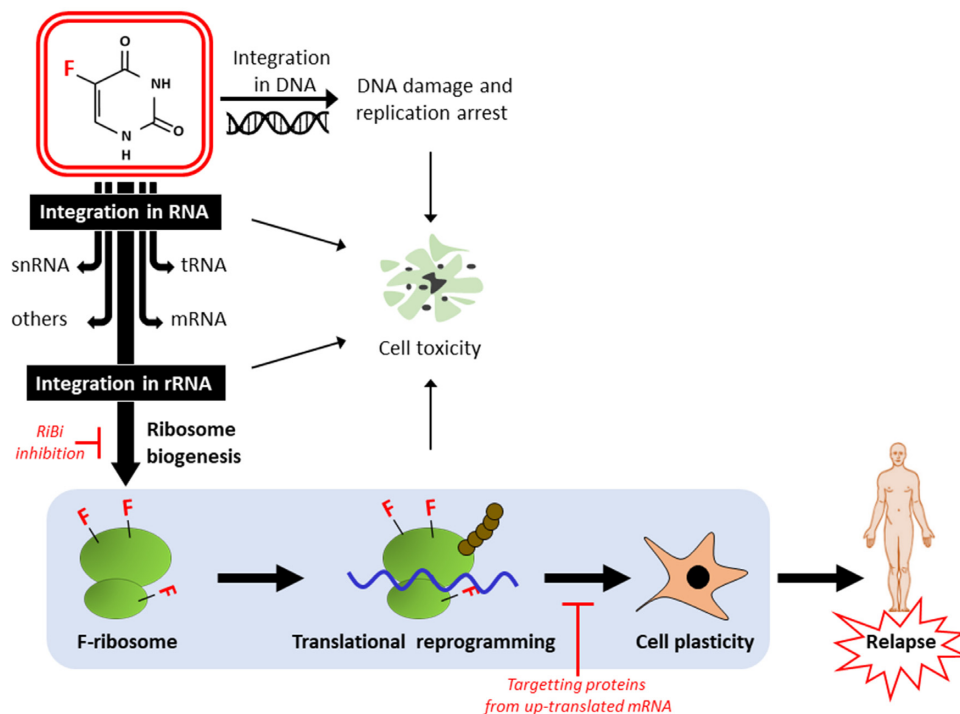 O
F
NH
N
O
H
Integration
in DNA
DNA damage and
replication arrest
Integration in RNA
snRNA
tRNA
others
mRNA
Cell toxicity
Integration in rRNA
RiBi
inhibition
Ribosome
biogenesis
F
F
F
F
F
F
F-ribosome
Translational reprogramming
Cell plasticity
Relapse
Targetting proteins
from up-translated mRNA